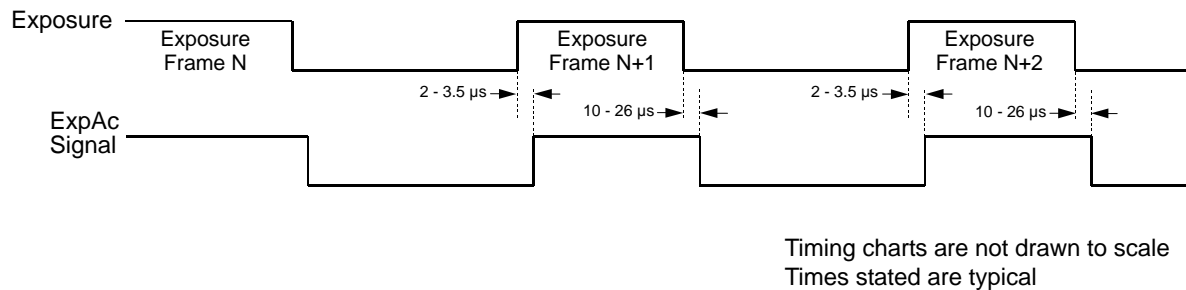 Exposure
Exposure
Frame N
Exposure
Frame N+1
Exposure
Frame N+2
2 - 3.5 µs
10 - 26 µs
2 - 3.5 µs
10 - 26 µs
ExpAc
Signal
Timing charts are not drawn to scale
Times stated are typical